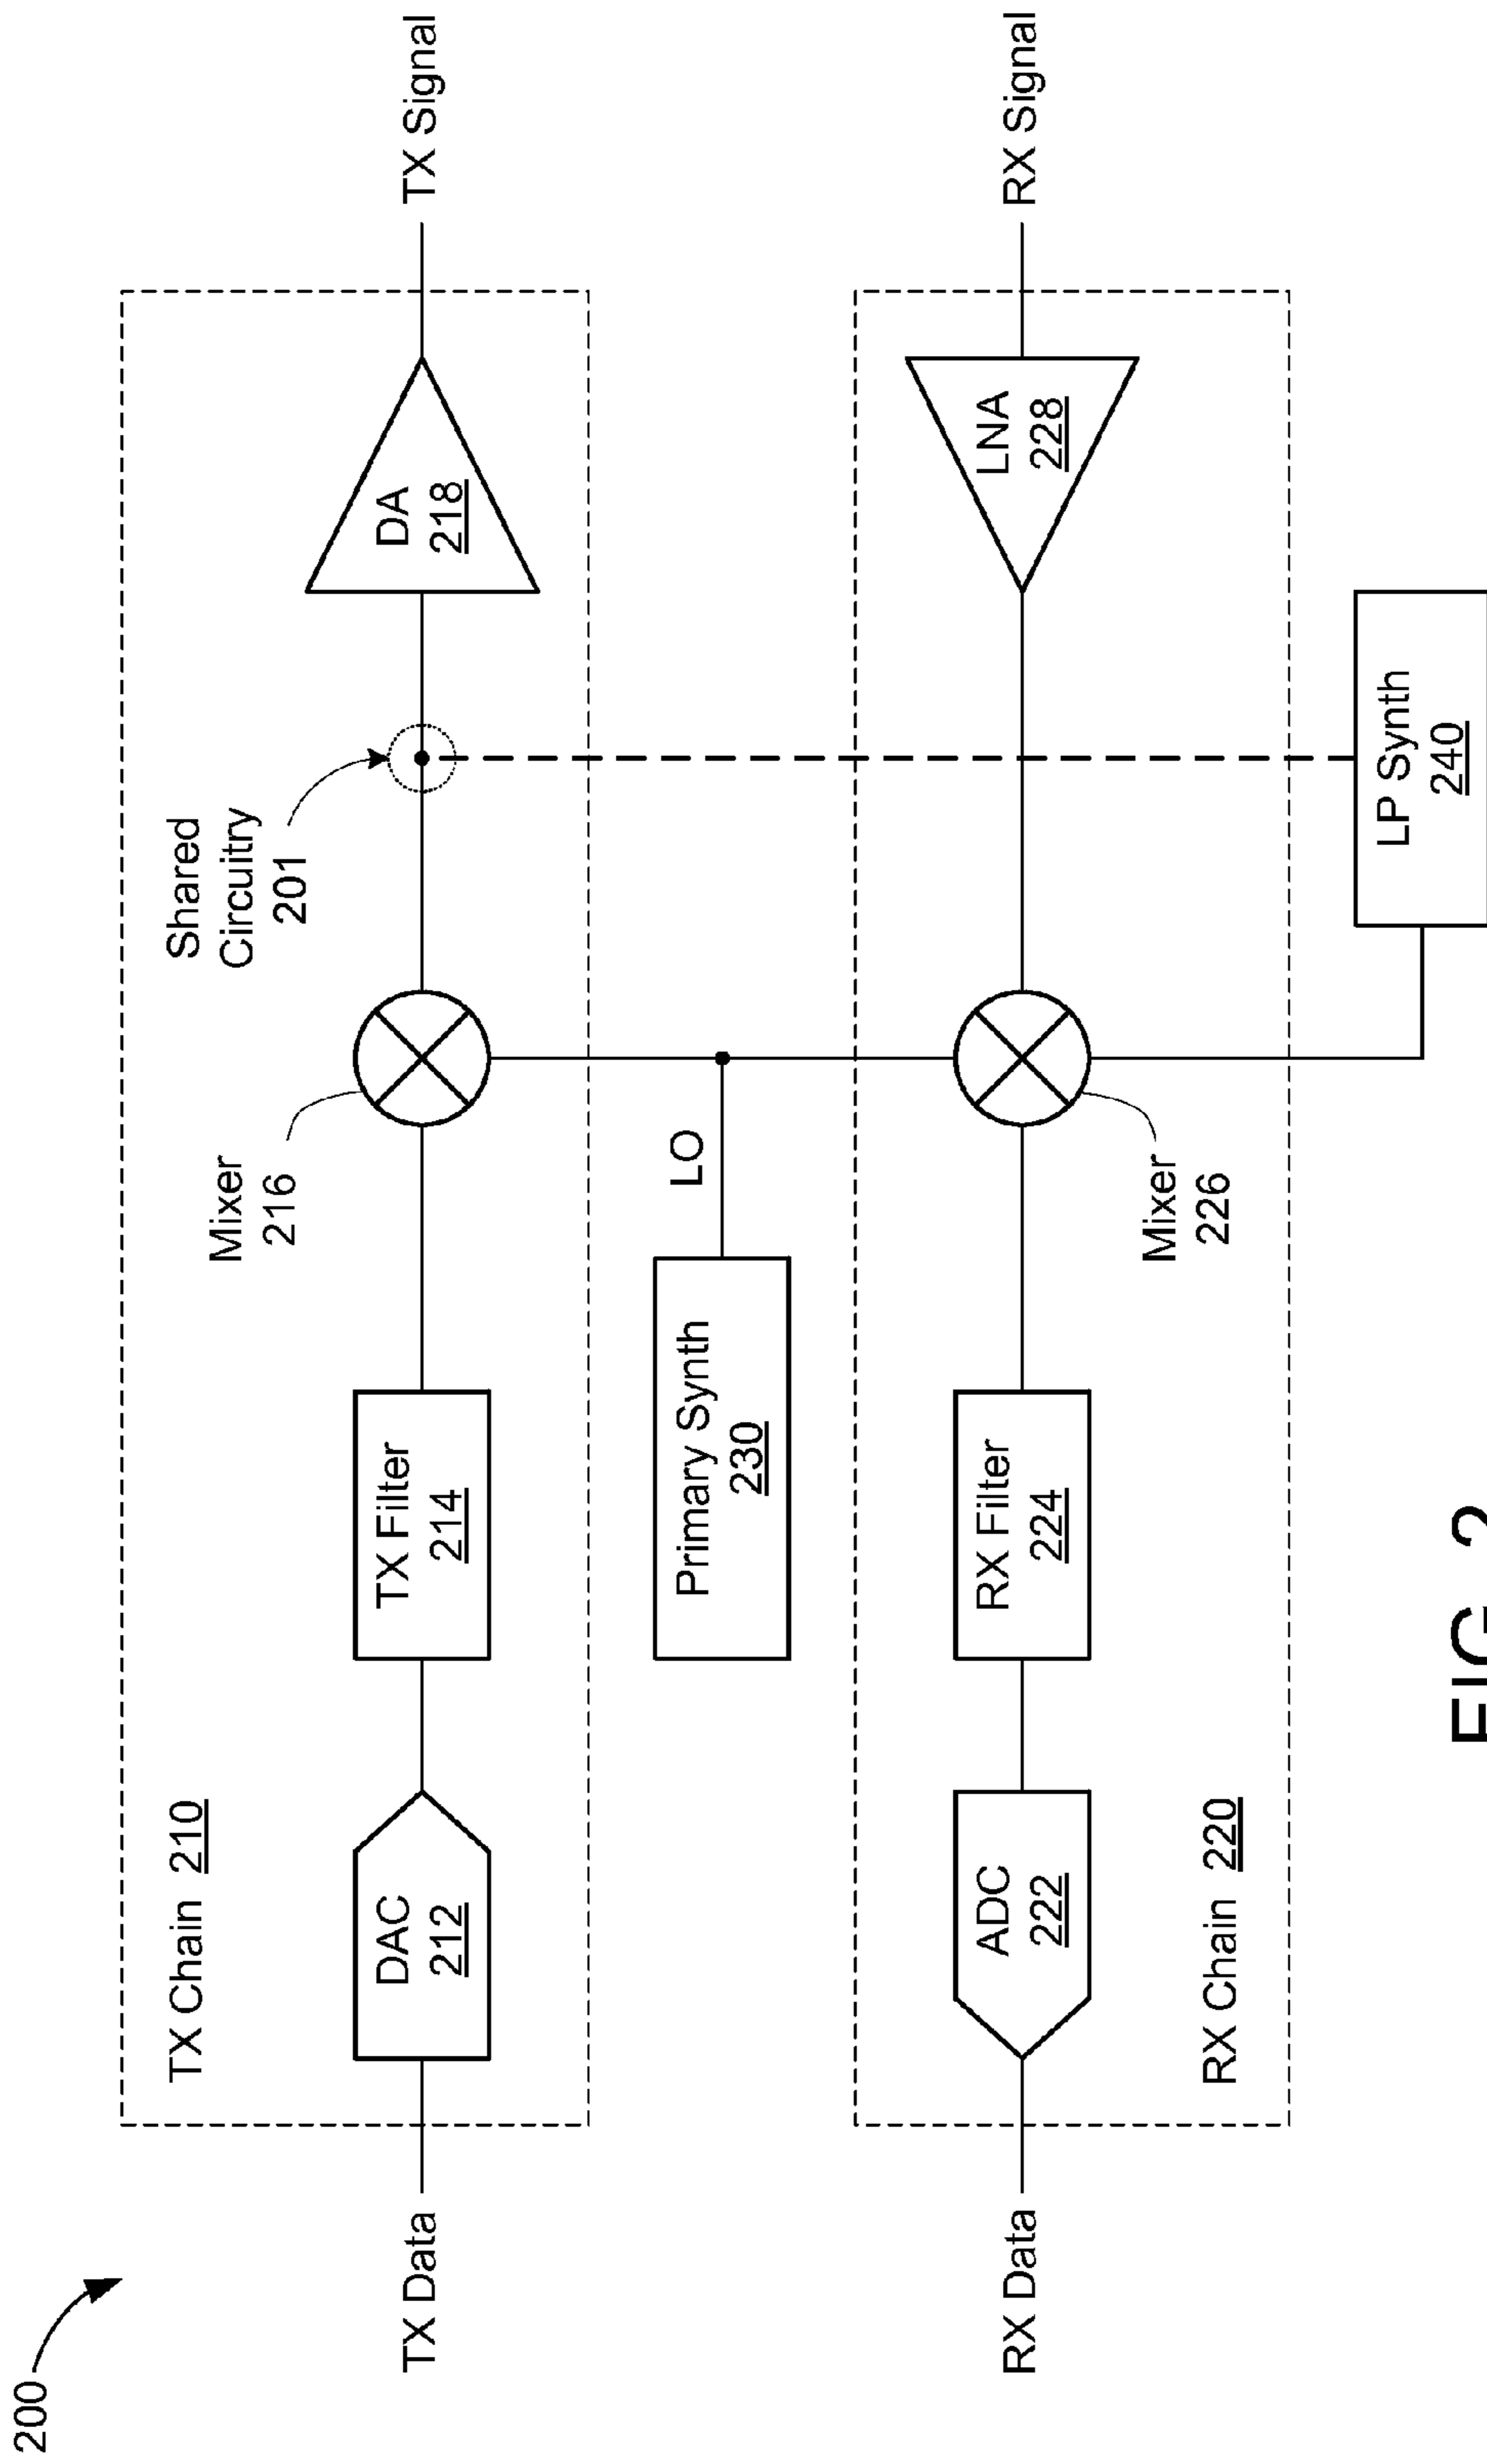 200
TX Chain 210
Shared
Circuitry
201
Mixer
216
TX Data
DAC
212
TX Filter
214
DA
218
TX Signal
Primary Synth
230
LO
RX Data
ADC
222
RX Filter
224
LNA
228
RX Signal
Mixer
226
RX Chain 220
LP Synth
240
FIG. 2